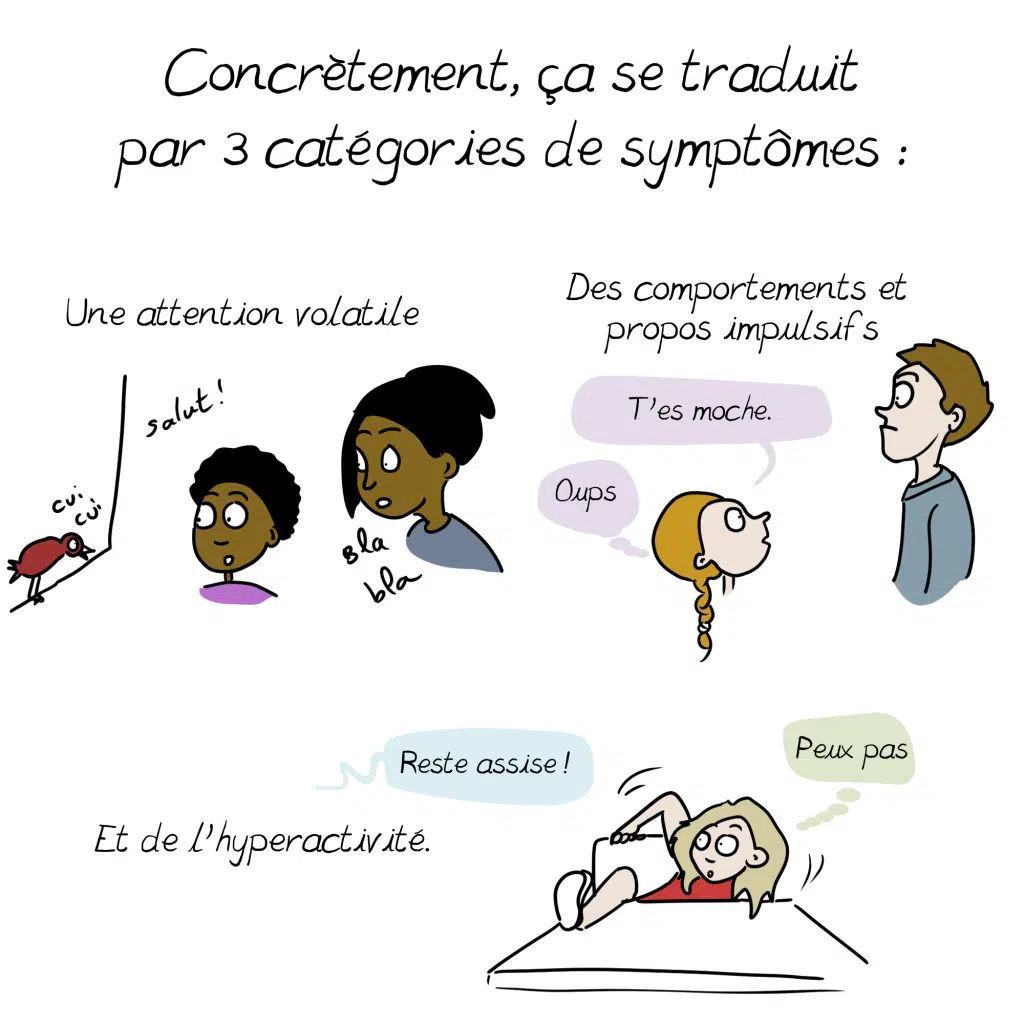 Concrètement, ça se traduit
par 3 catégories de symptômes :
Une attention volatile
salut !
cui
cui
Bla
bla
Des comportements et
propos impulsifs
T'es moche.
Oups
Reste assise !
Peux pas
Et de l'hyperactivité.